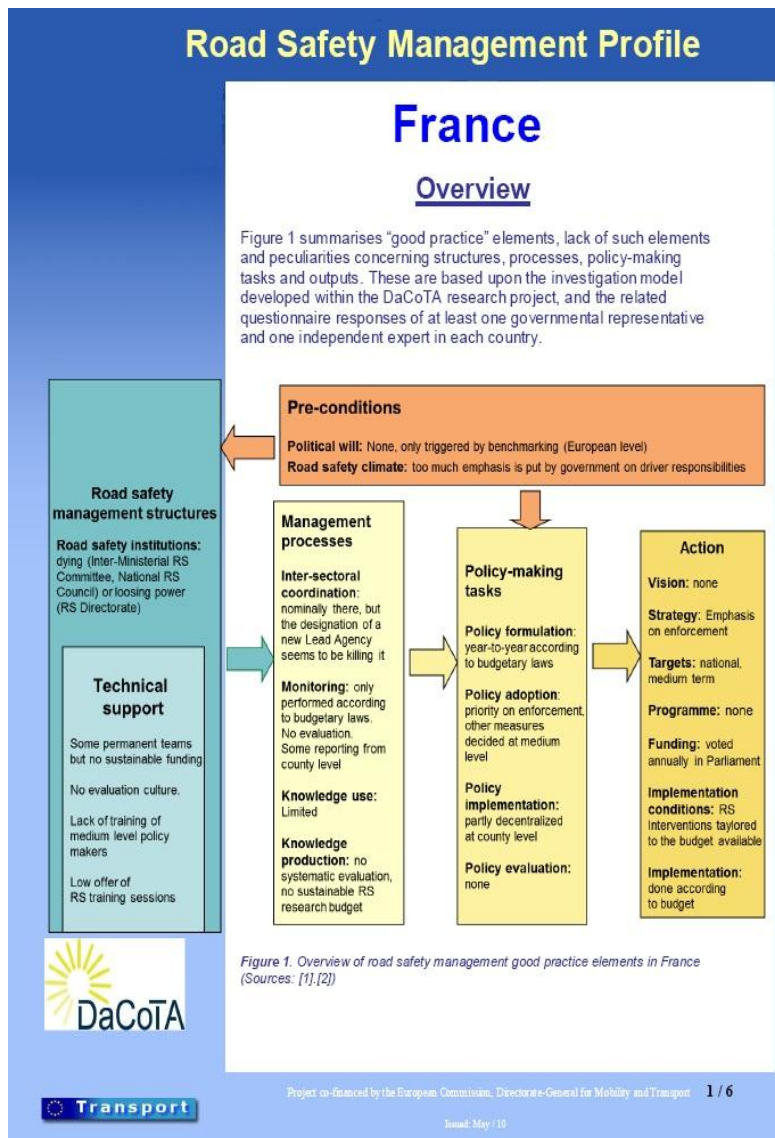 Road Safety Management Profile
France
Overview
Figure 1 summarises “good practice” elements, lack of such elements
and peculiarities concerning structures, processes, policy-making
tasks and outputs. These are based upon the investigation model
developed within the DaCoTA research project, and the related
questionnaire responses of at least one governmental representative
and one independent expert in each country.
Pre-conditions
Political will: None, only triggered by benchmarking (European level)
Road safety climate: too much emphasis is put by government on driver responsibilities
Road safety
management structures
Road safety institutions:
dying (Inter-Ministerial RS
Committee, National RS
Council) or loosing power
(RS Directorate)
Technical
support
Some permanent teams
but no sustainable funding
No evaluation culture.
Lack of training of
medium level policy
makers
Low offer of
RS training sessions
Management
processes
Inter-sectoral
coordination:
nominally there, but
the designation of a
new Lead Agency
seems to be killing it
Monitoring: only
performed according
to budgetary laws.
No evaluation.
Some reporting from
county level
Knowledge use:
Limited
Knowledge
production: no
systematic evaluation,
no sustainable RS
research budget
Policy-making
tasks
Policy formulation:
year-to-year according
to budgetary laws
Policy adoption:
priority on enforcement,
other measures
decided at medium
level
Policy
implementation:
partly decentralized
at county level
Policy evaluation:
none
Action
Vision: none
Strategy: Emphasis
on enforcement
Targets: national,
medium term
Programme: none
Funding: voted
annually in Parliament
Implementation
conditions: RS
Interventions taylored
to the budget available
Implementation:
done according
to budget
DaCoTA
Figure 1. Overview of road safety management good practice elements in France
(Sources: [1].[2])
Project co-financed by the European Commission, Directorate-General for Mobility and Transport 1 / 6
Transport
Issued: May / 10